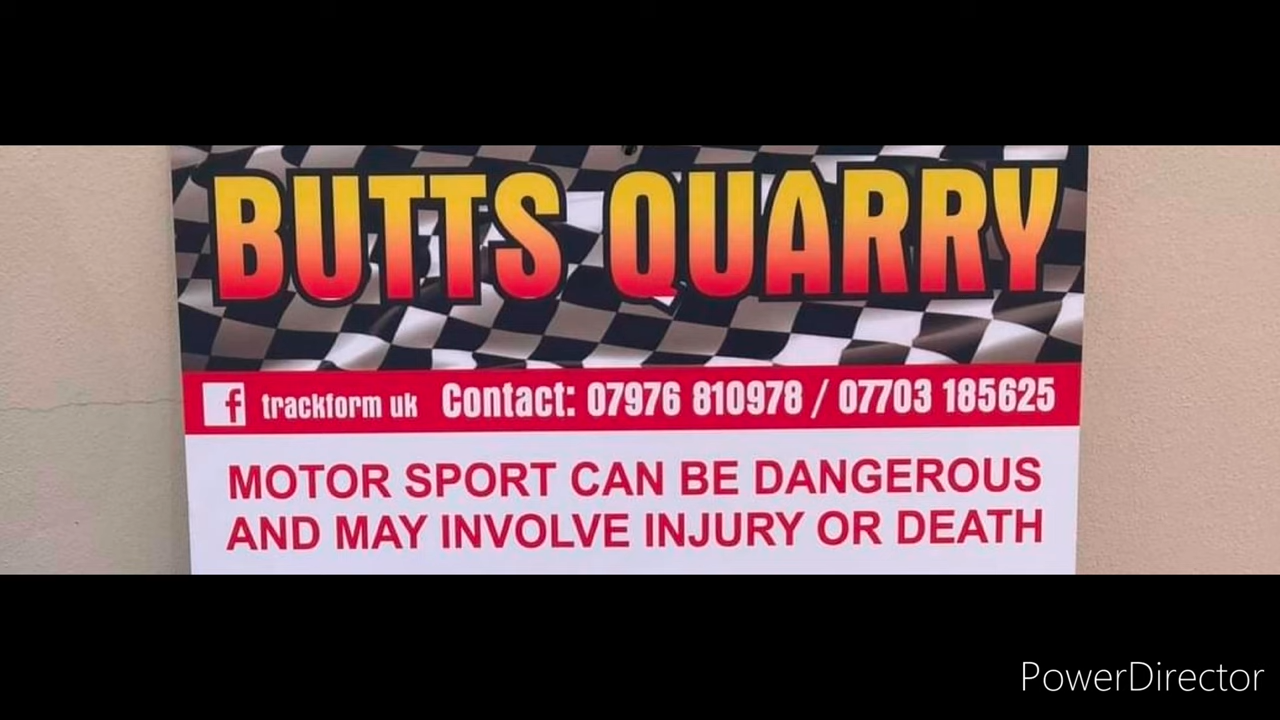 BUTTS QUARRY
f trackform uk Contact: 07976 810978 / 07703 185625
MOTOR SPORT CAN BE DANGEROUS
AND MAY INVOLVE INJURY OR DEATH
PowerDirector